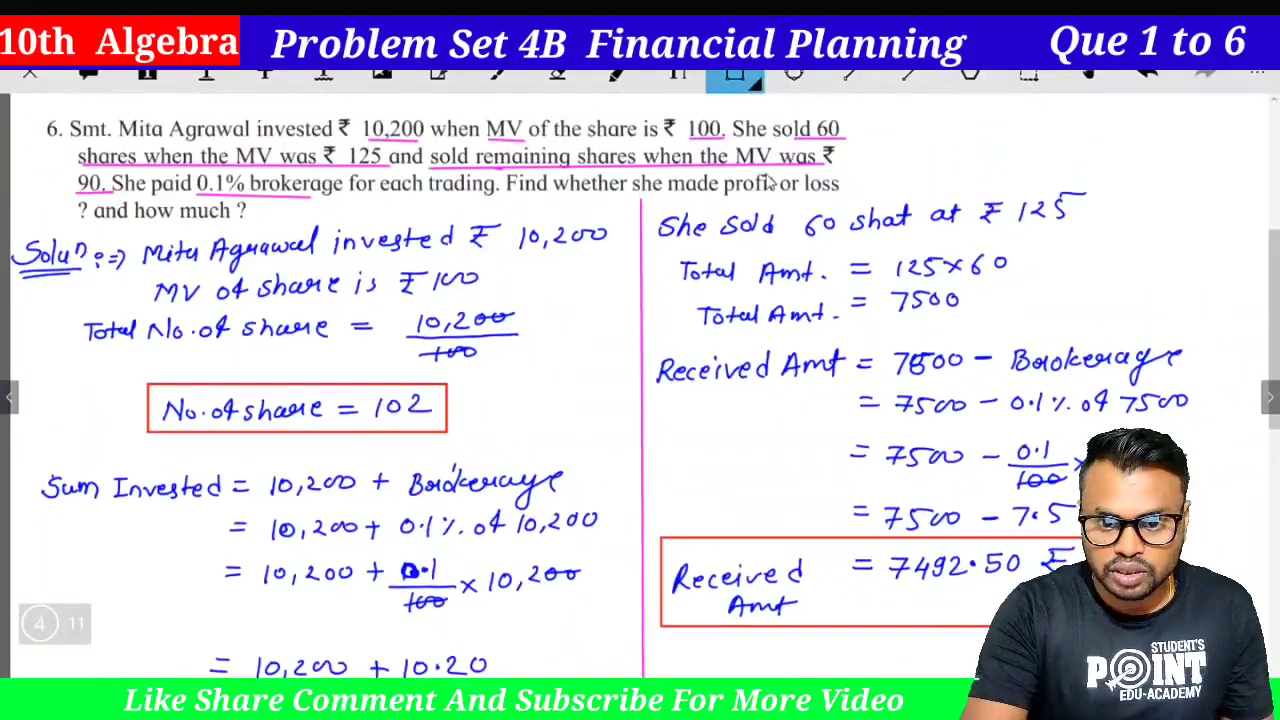 10th Algebra
Problem Set 4B Financial Planning
Que 1 to 6
6. Smt. Mita Agrawal invested ₹ 10,200 when MV of the share is ₹ 100. She sold 60
shares when the MV was ₹ 125 and sold remaining shares when the MV was ₹
90. She paid 0.1% brokerage for each trading. Find whether she made profit or loss
? and how much ?
Soluⁿ :⇒ Mita Agrawal invested ₹ 10,200
MV of share is ₹ 100
Total No. of share = 10,200
100
No. of share = 102
Sum Invested = 10,200 + Brokerage
= 10,200 + 0.1% of 10,200
= 10,200 + 0.1/100 × 10,200
= 10,200 + 10.20
She sold 60 shat at ₹ 125
Total Amt. = 125×60
Total Amt. = 7500
Received Amt = 7500 - Brokerage
= 7500 - 0.1% of 7500
= 7500 - 0.1/100 ×
= 7500 - 7.5
Received Amt = 7492.50 ₹
4 11
STUDENT'S
POINT
EDU-ACADEMY
Like Share Comment And Subscribe For More Video